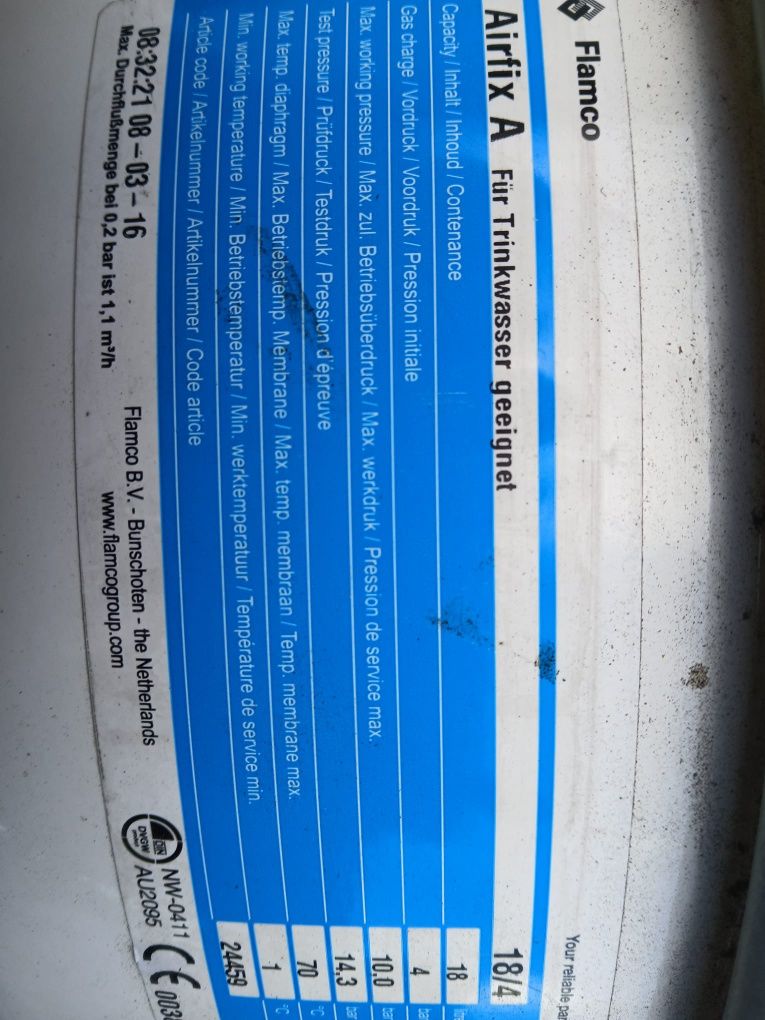 Flamco
Your reliable
Airfix A Für Trinkwasser geeignet 18/4
Capacity / Inhalt / Inhoud / Contenance 18
Gas charge / Vordruck / Voordruk / Pression initiale 4
Max. working pressure / Max. zul. Betriebsüberdruck / Max. werkdruk / Pression de service max. 10,0
Test pressure / Prüfdruck / Testdruk / Pression d'épreuve 14,3
Max. temp. diaphragm / Max. Betriebstemp. Membrane / Max. temp. membraan / Temp. membrane max. 70 °C
Min. working temperature / Min. Betriebstemperatur / Min. werktemperatuur / Température de service min. 1 °C
Article code / Artikelnummer / Artikelnummer / Code article 24459
08:32:21 08-03-16
Max. Durchflußmenge bei 0,2 bar ist 1,1 m³/h
Flamco B.V. - Bunschoten - the Netherlands
www.flamcogroup.com
DIN
DVGW
NW-0411
AU2095
CE